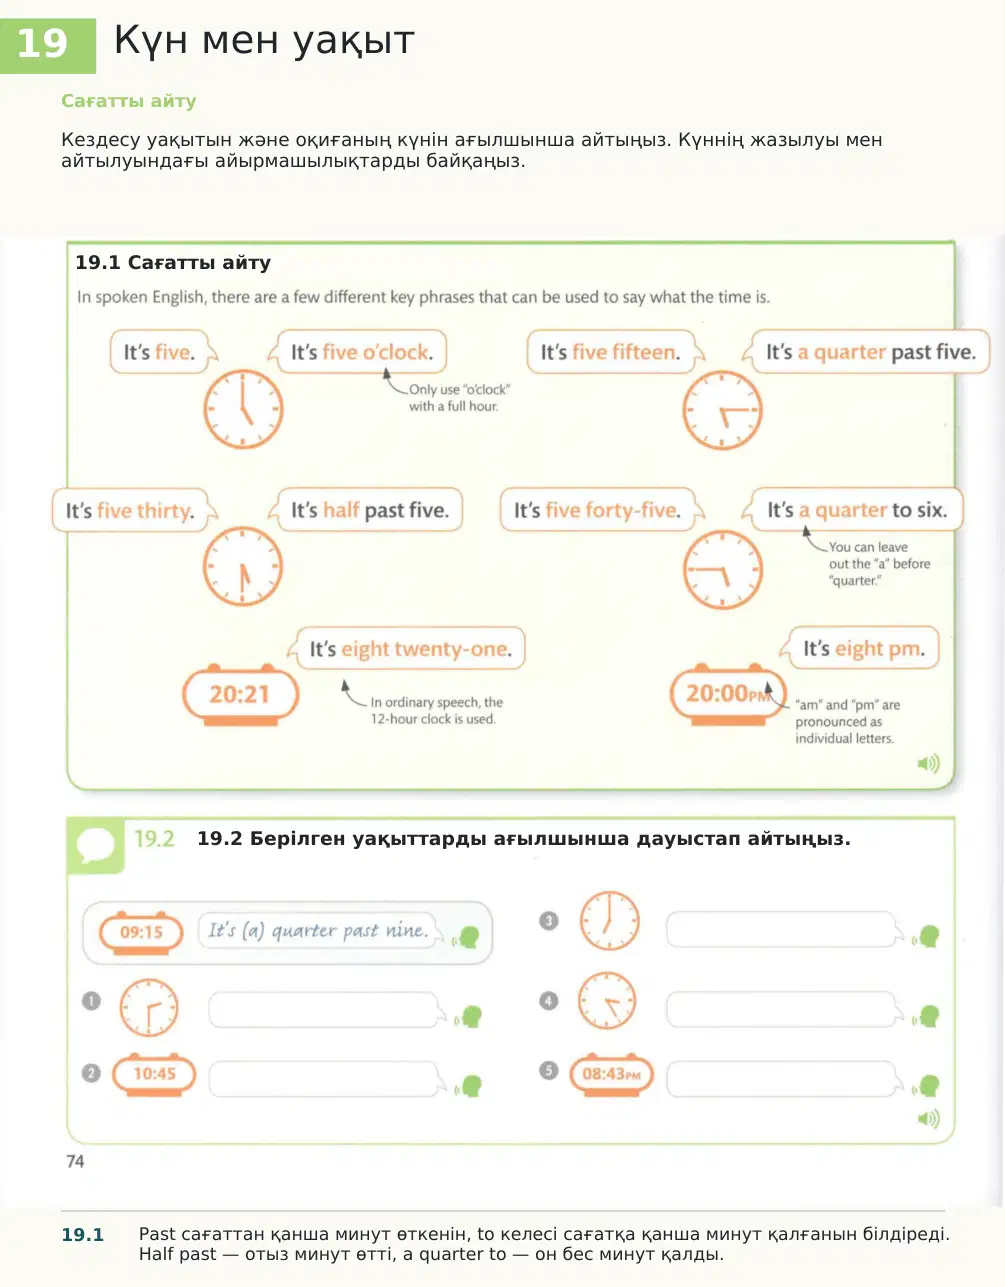 19 Күн мен уақыт
Сағатты айту
Кездесу уақытын және оқиғаның күнін ағылшынша айтыңыз. Күннің жазылуы мен
айтылуындағы айырмашылықтарды байқаңыз.
19.1 Сағатты айту
In spoken English, there are a few different key phrases that can be used to say what the time is.
It's five.
It's five o'clock.
Only use "o'clock"
with a full hour.
It's five fifteen.
It's a quarter past five.
It's five thirty.
It's half past five.
It's five forty-five.
It's a quarter to six.
You can leave
out the "a" before
"quarter."
It's eight twenty-one.
20:21
In ordinary speech, the
12-hour clock is used.
It's eight pm.
20:00PM
"am" and "pm" are
pronounced as
individual letters.
19.2 19.2 Берілген уақыттарды ағылшынша дауыстап айтыңыз.
09:15 It's (a) quarter past nine.
1
2 10:45
3
4
5 08:43PM
74
19.1 Past сағаттан қанша минут өткенін, to келесі сағатқа қанша минут қалғанын білдіреді.
Half past — отыз минут өтті, a quarter to — он бес минут қалды.